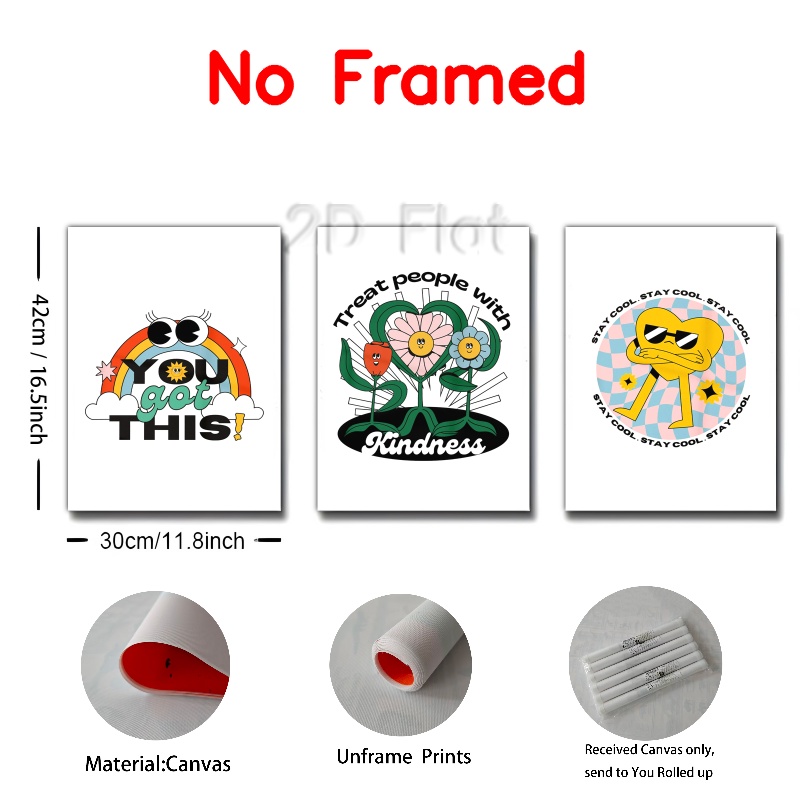 No Framed
2D Flat
42cm / 16.5inch
30cm/11.8inch
YOU
got
THIS!
Treat people with
Kindness
STAY COOL. STAY COOL. STAY COOL
STAY COOL. STAY COOL. STAY COOL
Material:Canvas
Unframe Prints
Received Canvas only,
send to You Rolled up